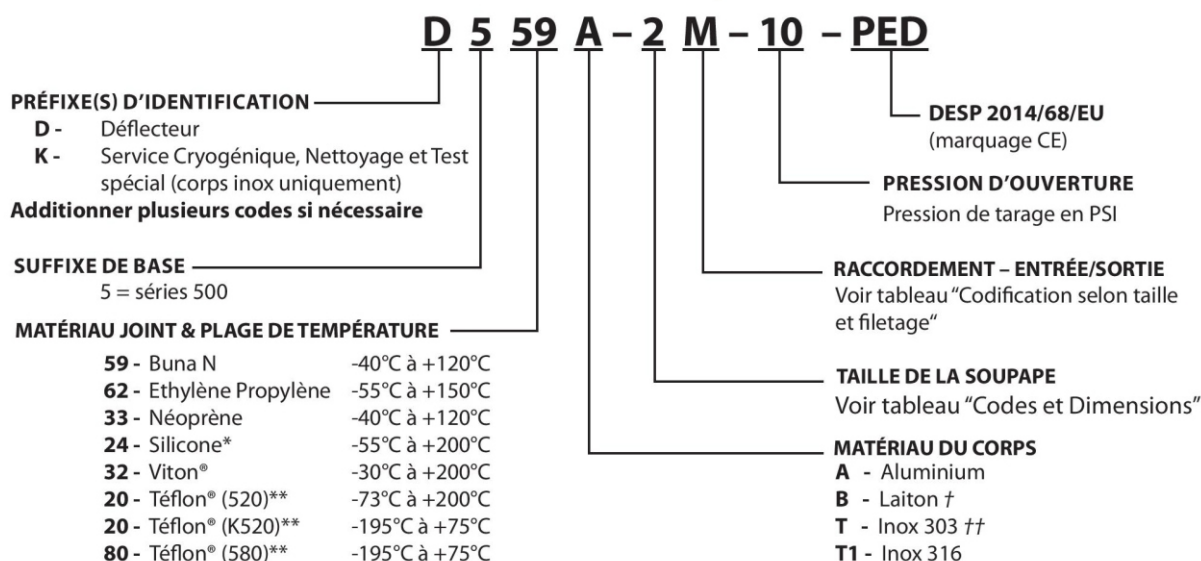 D 5 59 A – 2 M – 10 – PED
PRÉFIXE(S) D'IDENTIFICATION
D - Déflecteur
K - Service Cryogénique, Nettoyage et Test
spécial (corps inox uniquement)
Additionner plusieurs codes si nécessaire
SUFFIXE DE BASE
5 = séries 500
MATÉRIAU JOINT & PLAGE DE TEMPÉRATURE
59 - Buna N -40°C à +120°C
62 - Ethylène Propylène -55°C à +150°C
33 - Néoprène -40°C à +120°C
24 - Silicone* -55°C à +200°C
32 - Viton® -30°C à +200°C
20 - Téflon® (520)** -73°C à +200°C
20 - Téflon® (K520)** -195°C à +75°C
80 - Téflon® (580)** -195°C à +75°C
DESP 2014/68/EU
(marquage CE)
PRESSION D'OUVERTURE
Pression de tarage en PSI
RACCORDEMENT – ENTRÉE/SORTIE
Voir tableau "Codification selon taille
et filetage"
TAILLE DE LA SOUPAPE
Voir tableau "Codes et Dimensions"
MATÉRIAU DU CORPS
A - Aluminium
B - Laiton †
T - Inox 303 ††
T1 - Inox 316